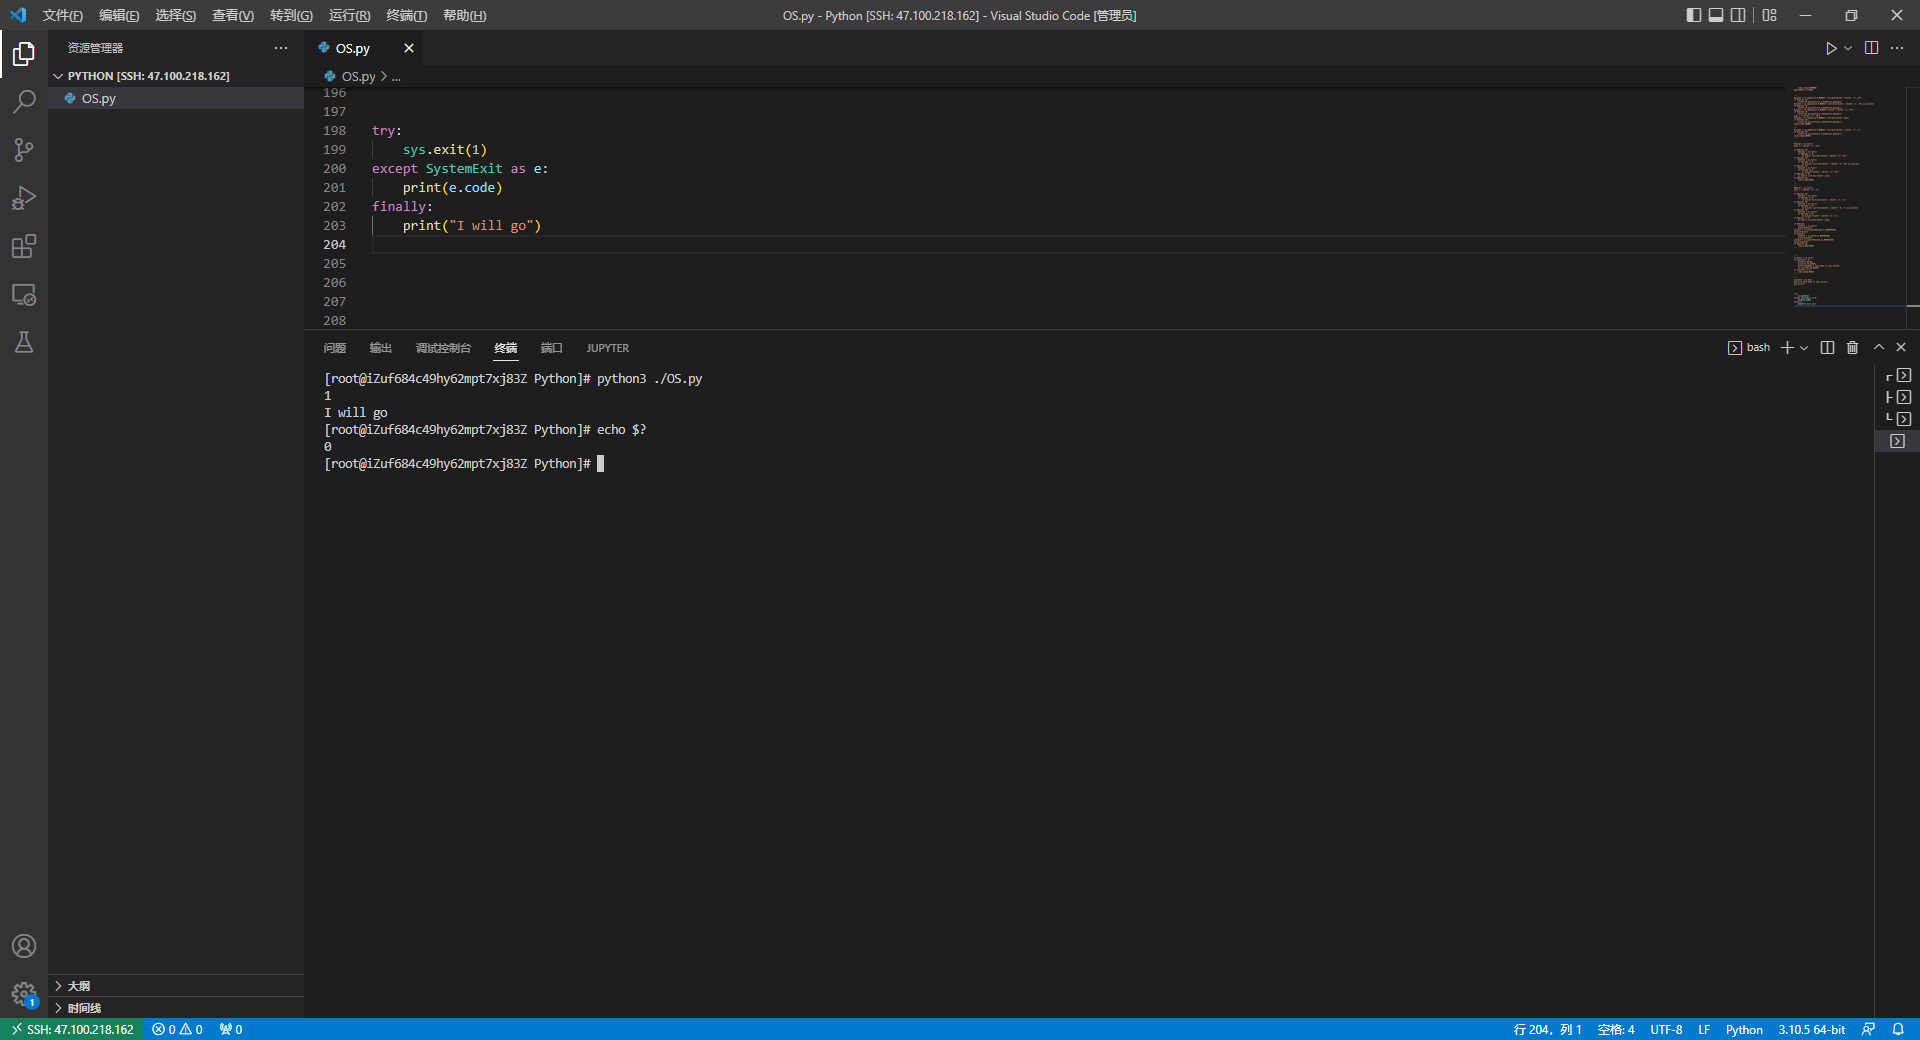 文件(F) 编辑(E) 选择(S) 查看(V) 转到(G) 运行(R) 终端(T) 帮助(H) OS.py - Python [SSH: 47.100.218.162] - Visual Studio Code [管理员]
资源管理器
PYTHON [SSH: 47.100.218.162]
OS.py
OS.py
OS.py > ...
196
197
198 try:
199 sys.exit(1)
200 except SystemExit as e:
201 print(e.code)
202 finally:
203 print("I will go")
204
205
206
207
208
问题 输出 调试控制台 终端 端口 JUPYTER bash
[root@iZuf684c49hy62mpt7xj83Z Python]# python3 ./OS.py
1
I will go
[root@iZuf684c49hy62mpt7xj83Z Python]# echo $?
0
[root@iZuf684c49hy62mpt7xj83Z Python]#
大纲
时间线
1
SSH: 47.100.218.162 0 0 0 行 204，列 1 空格: 4 UTF-8 LF Python 3.10.5 64-bit